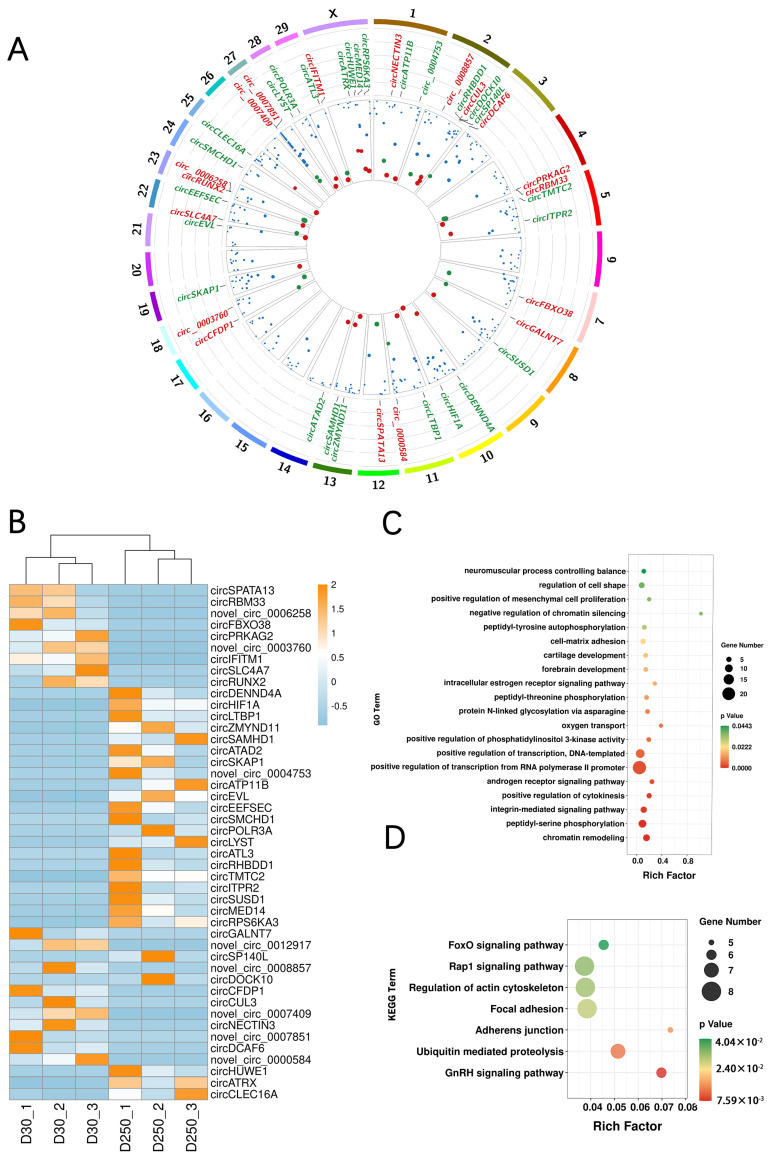 A
X
1
2
3
4
5
6
7
8
9
10
11
12
13
14
15
16
17
18
19
20
21
22
23
24
25
26
27
28
29
circNECTIN3
circATP11B
circ_0004753
circ_0008857
circRHBDD1
circCUL3
circDOCK10
circSP140L
circDCAF6
circPRKAG2
circRBM33
circTMTC2
circITPR2
circFBXO38
circGALNT7
circSUSD1
circDENND4A
circHIF1A
circLTBP1
circ_0000584
circSPATA13
circZMYND11
circSAMHD1
circATAD2
circCFDP1
circ_0003760
circSKAP1
circEVL
circSLC4A7
circEEFSEC
circRUNX2
circ_0006258
circSMCHD1
circCLEC16A
circ_0007409
circ_0007851
circLYST
circPOLR3A
circATL3
circIFITM1
circATRX
circHUWE1
circMED14
circRPS6KA3
B
circSPATA13
circRBM33
novel_circ_0006258
circFBXO38
circPRKAG2
novel_circ_0003760
circIFITM1
circSLC4A7
circRUNX2
circDENND4A
circHIF1A
circLTBP1
circZMYND11
circSAMHD1
circATAD2
circSKAP1
novel_circ_0004753
circATP11B
circEVL
circEEFSEC
circSMCHD1
circPOLR3A
circLYST
circATL3
circRHBDD1
circTMTC2
circITPR2
circSUSD1
circMED14
circRPS6KA3
circGALNT7
novel_circ_0012917
circSP140L
novel_circ_0008857
circDOCK10
circCFDP1
circCUL3
novel_circ_0007409
circNECTIN3
novel_circ_0007851
circDCAF6
novel_circ_0000584
circHUWE1
circATRX
circCLEC16A
D30_1
D30_2
D30_3
D250_1
D250_2
D250_3
2
1.5
1
0.5
0
-0.5
C
GO Term
neuromuscular process controlling balance
regulation of cell shape
positive regulation of mesenchymal cell proliferation
negative regulation of chromatin silencing
peptidyl-tyrosine autophosphorylation
cell-matrix adhesion
cartilage development
forebrain development
intracellular estrogen receptor signaling pathway
peptidyl-threonine phosphorylation
protein N-linked glycosylation via asparagine
oxygen transport
positive regulation of phosphatidylinositol 3-kinase activity
positive regulation of transcription, DNA-templated
positive regulation of transcription from RNA polymerase II promoter
androgen receptor signaling pathway
positive regulation of cytokinesis
integrin-mediated signaling pathway
peptidyl-serine phosphorylation
chromatin remodeling
0.0 0.2 0.4 0.6 0.8
Rich Factor
Gene Number
5
10
15
20
p Value
0.0443
0.0222
0.0000
D
KEGG Term
FoxO signaling pathway
Rap1 signaling pathway
Regulation of actin cytoskeleton
Focal adhesion
Adherens junction
Ubiquitin mediated proteolysis
GnRH signaling pathway
0.04 0.05 0.06 0.07 0.08
Rich Factor
Gene Number
5
6
7
8
p Value
4.04×10⁻²
2.40×10⁻²
7.59×10⁻³